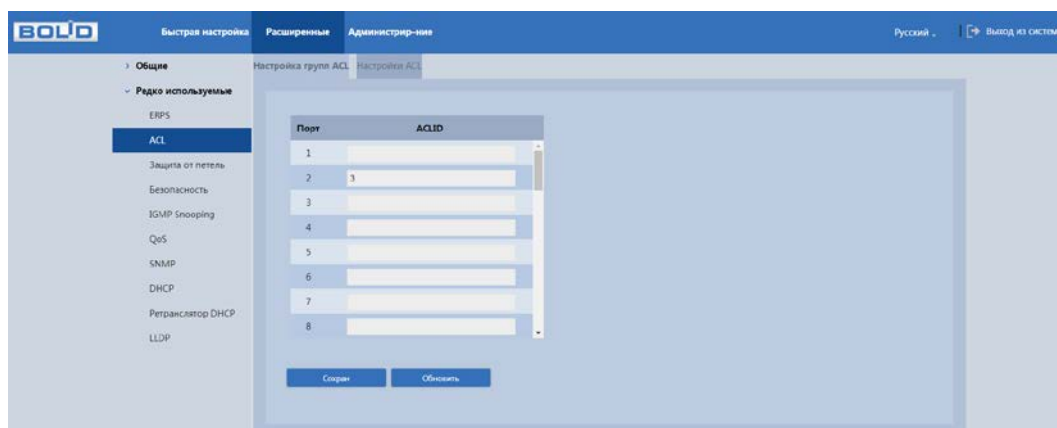 BOLID
Быстрая настройка Расширенные Администрир-ние Русский Выход из систем
Общие
Редко используемые
ERPS
ACL
Защита от петель
Безопасность
IGMP Snooping
QoS
SNMP
DHCP
Ретранслятор DHCP
LLDP
Настройка групп ACL Настройки ACL
Порт ACLID
1
2 3
3
4
5
6
7
8
Сохран Обновить